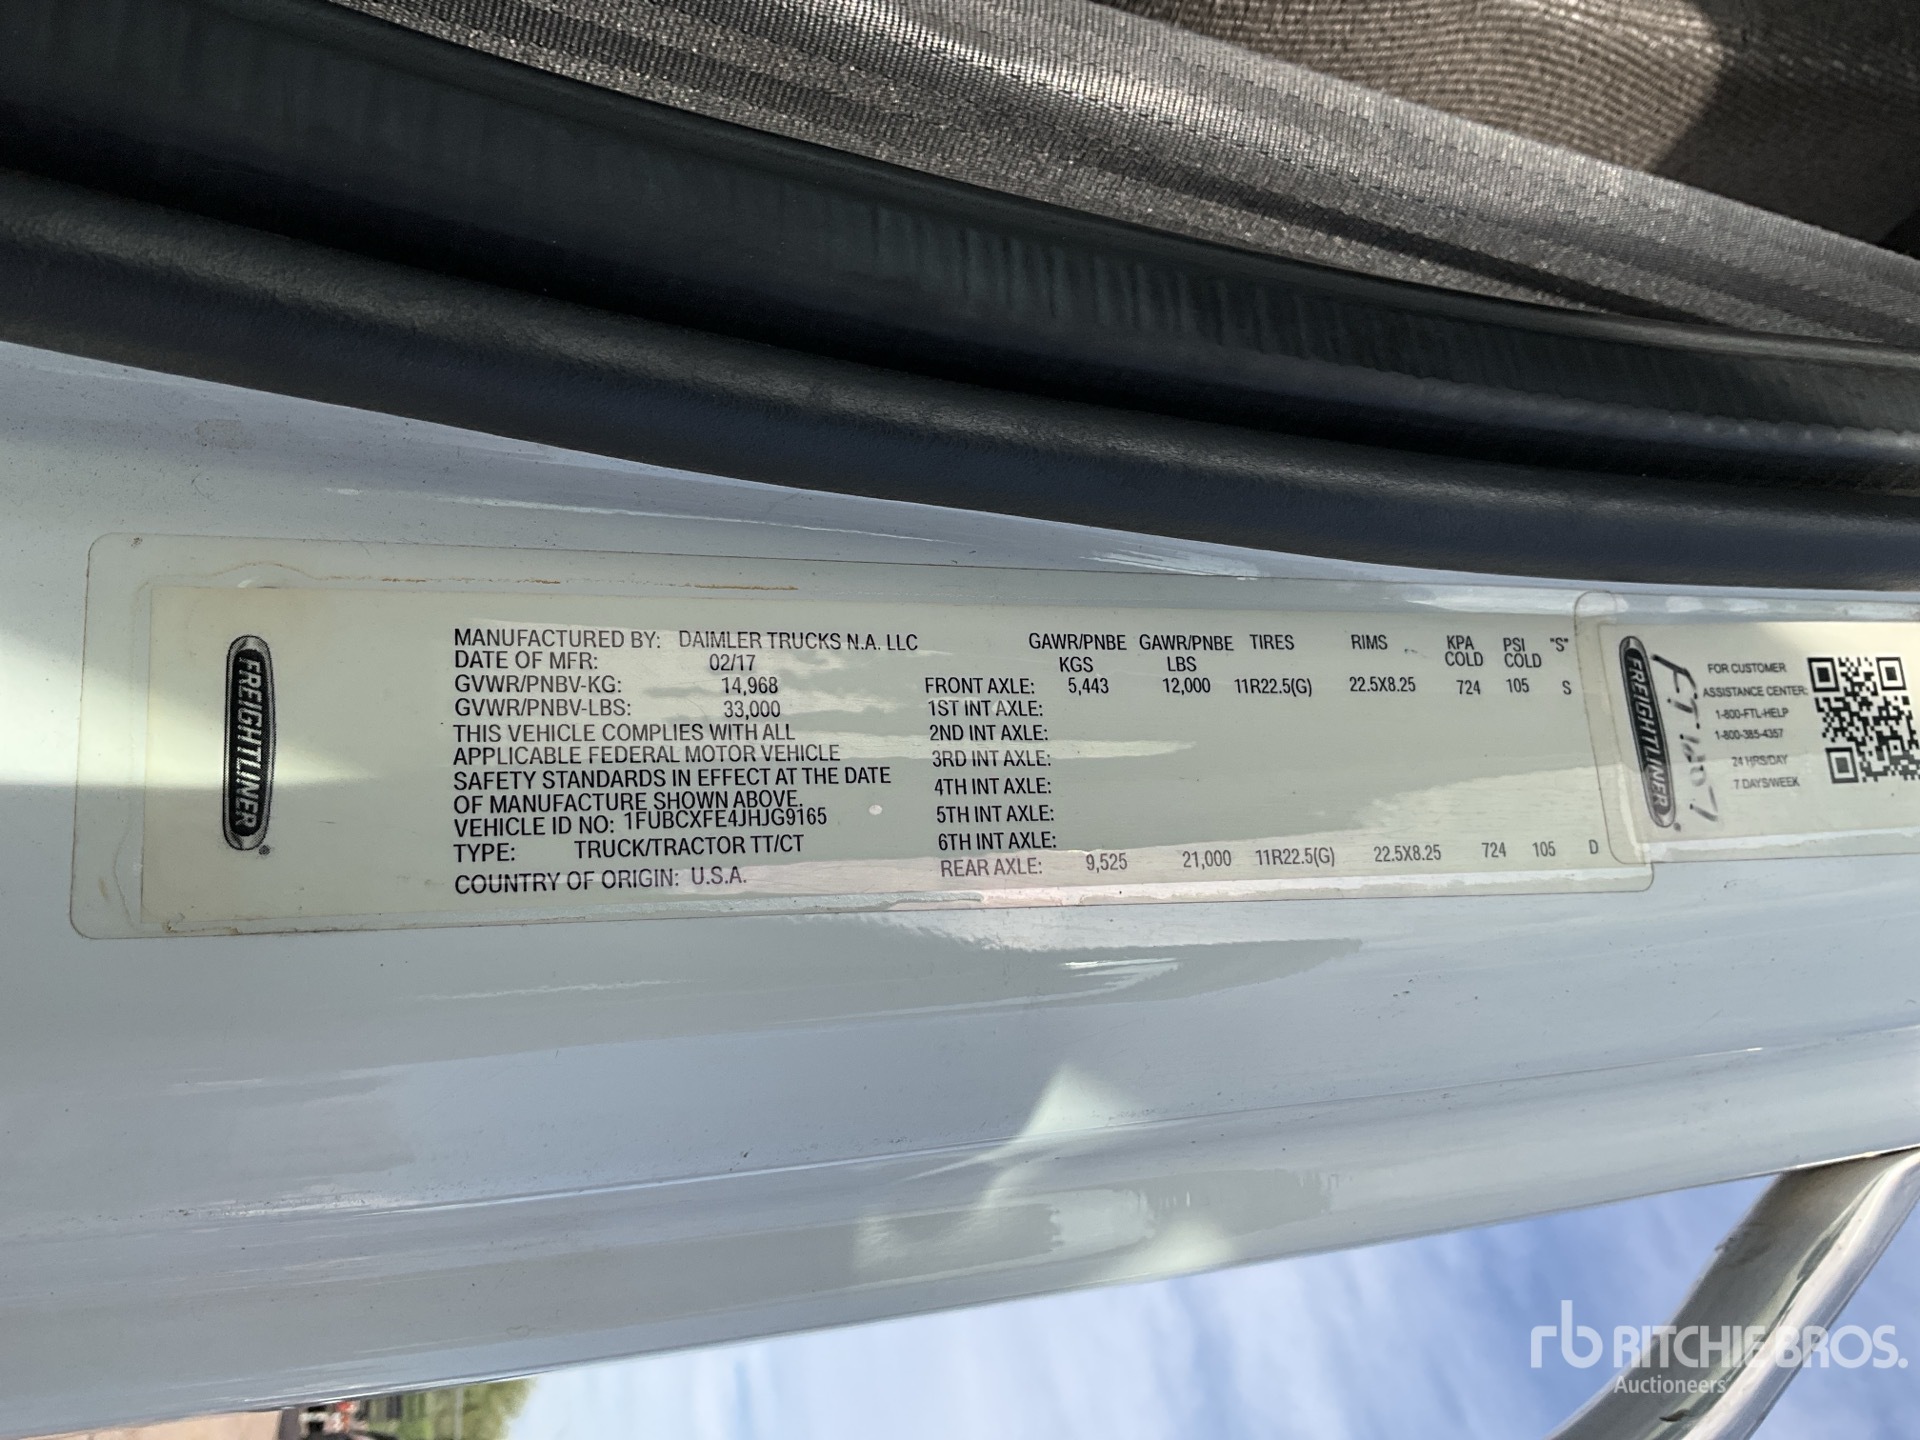 FREIGHTLINER
MANUFACTURED BY: DAIMLER TRUCKS N.A. LLC
DATE OF MFR: 02/17
GVWR/PNBV-KG: 14,968
GVWR/PNBV-LBS: 33,000
THIS VEHICLE COMPLIES WITH ALL
APPLICABLE FEDERAL MOTOR VEHICLE
SAFETY STANDARDS IN EFFECT AT THE DATE
OF MANUFACTURE SHOWN ABOVE.
VEHICLE ID NO: 1FUBCXFE4JHJG9165
TYPE: TRUCK/TRACTOR TT/CT
COUNTRY OF ORIGIN: U.S.A.
GAWR/PNBE GAWR/PNBE TIRES RIMS KPA PSI "S"
KGS LBS COLD COLD
FRONT AXLE: 5,443 12,000 11R22.5(G) 22.5X8.25 724 105 S
1ST INT AXLE:
2ND INT AXLE:
3RD INT AXLE:
4TH INT AXLE:
5TH INT AXLE:
6TH INT AXLE:
REAR AXLE: 9,525 21,000 11R22.5(G) 22.5X8.25 724 105 D
FREIGHTLINER
FOR CUSTOMER
ASSISTANCE CENTER:
1-800-FTL-HELP
1-800-385-4357
24 HRS/DAY
7 DAYS/WEEK
rb RITCHIE BROS.
Auctioneers